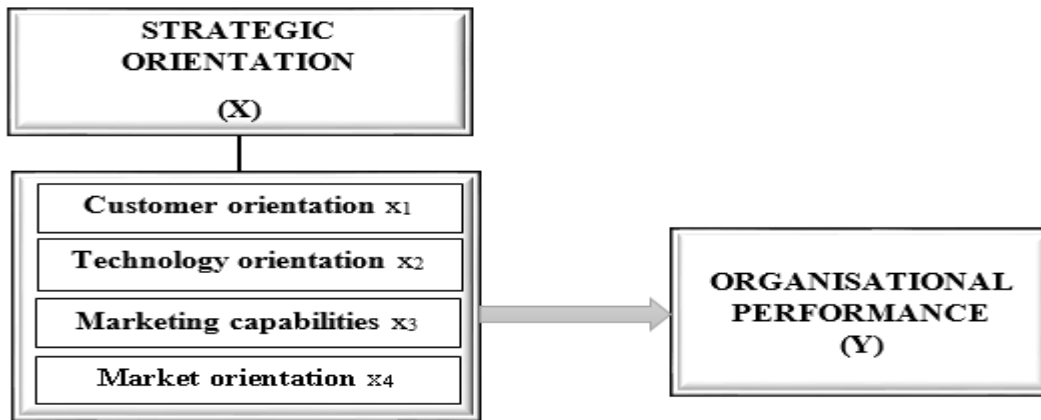 STRATEGIC
ORIENTATION
(X)
Customer orientation x1
Technology orientation x2
Marketing capabilities x3
Market orientation x4
ORGANISATIONAL
PERFORMANCE
(Y)